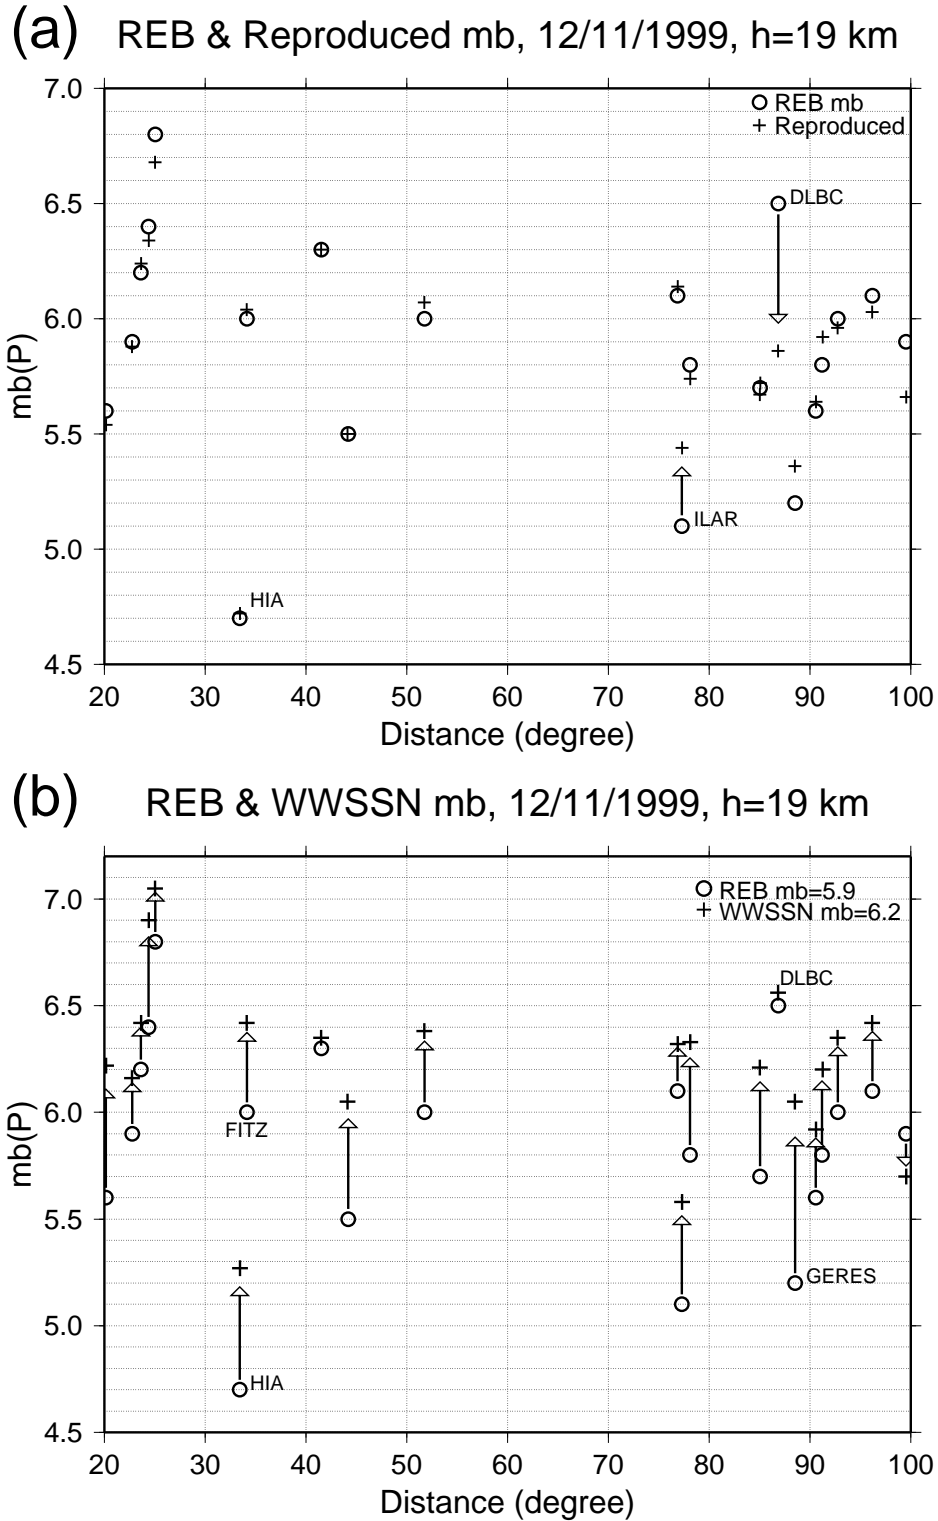 (a) REB & Reproduced mb, 12/11/1999, h=19 km
7.0
REB mb
Reproduced
6.5
DLBC
6.0
mb(P)
5.5
ILAR
5.0
HIA
4.5
20 30 40 50 60 70 80 90 100
Distance (degree)
(b) REB & WWSSN mb, 12/11/1999, h=19 km
7.0
REB mb=5.9
WWSSN mb=6.2
DLBC
6.5
6.0
FITZ
mb(P)
5.5
GERES
5.0
HIA
4.5
20 30 40 50 60 70 80 90 100
Distance (degree)